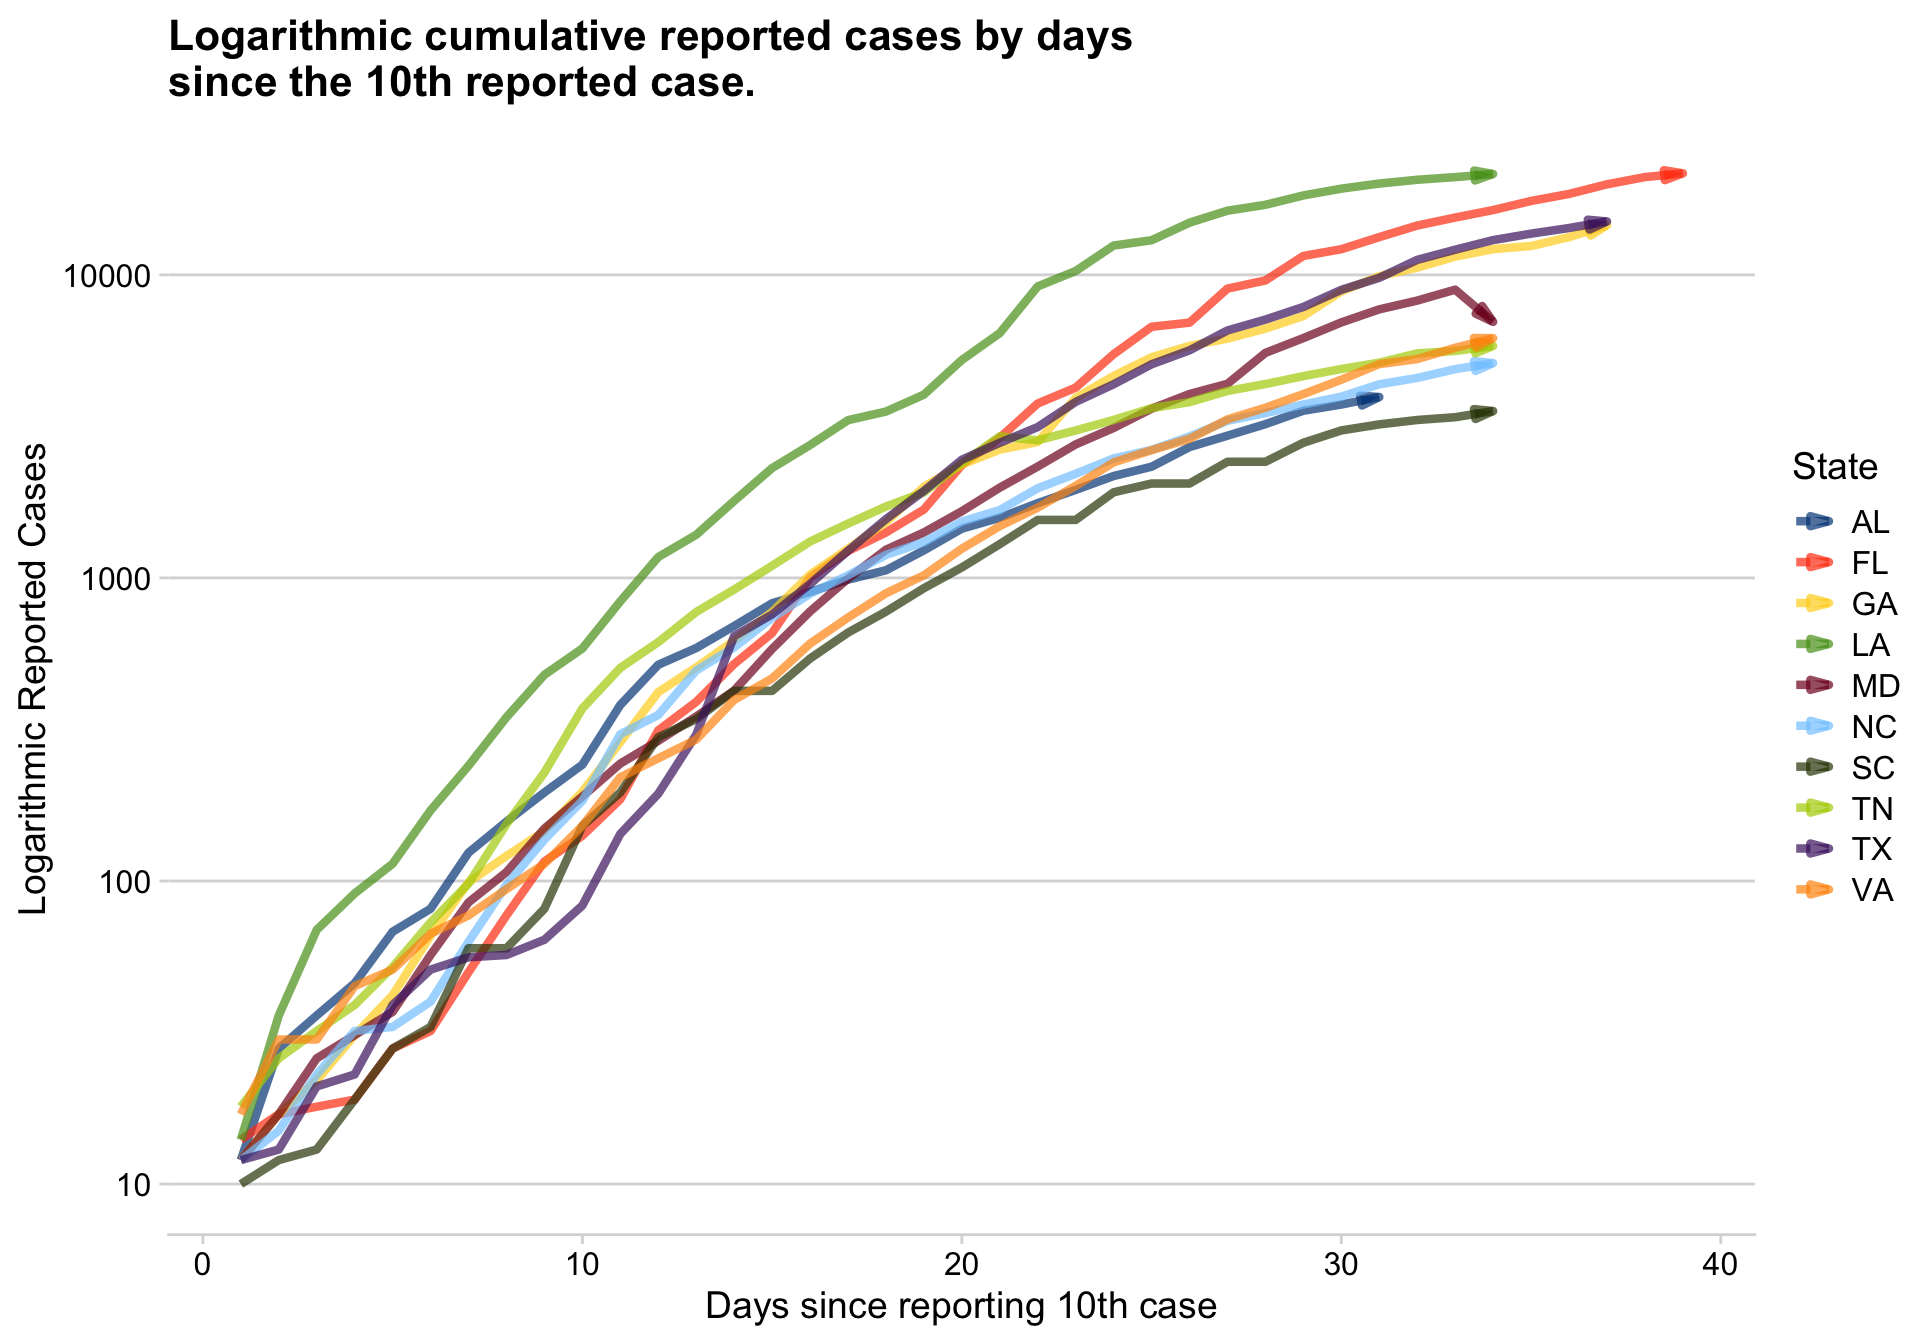 Logarithmic cumulative reported cases by days
since the 10th reported case.
Logarithmic Reported Cases
10000
1000
100
10
0
10
20
30
40
Days since reporting 10th case
State
AL
FL
GA
LA
MD
NC
SC
TN
TX
VA